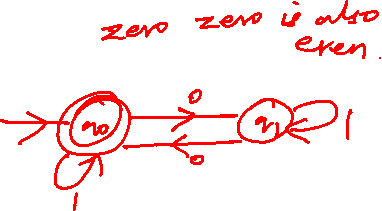 zero zero is also
even.
0
q0
q1
1
0
1